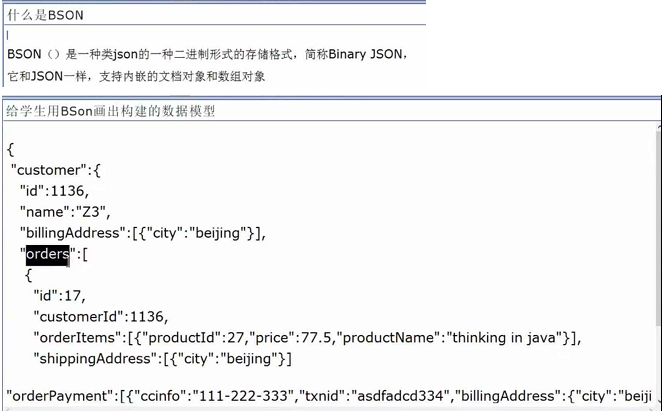 什么是BSON
BSON（）是一种类json的一种二进制形式的存储格式，简称Binary JSON，
它和JSON一样，支持内嵌的文档对象和数组对象
给学生用BSon画出构建的数据模型
{
"customer":{
"id":1136,
"name":"Z3",
"billingAddress":[{"city":"beijing"}],
"orders":[
{
"id":17,
"customerId":1136,
"orderItems":[{"productId":27,"price":77.5,"productName":"thinking in java"}],
"shippingAddress":[{"city":"beijing"}]
"orderPayment":[{"ccinfo":"111-222-333","txnid":"asdfadcd334","billingAddress":{"city":"beiji